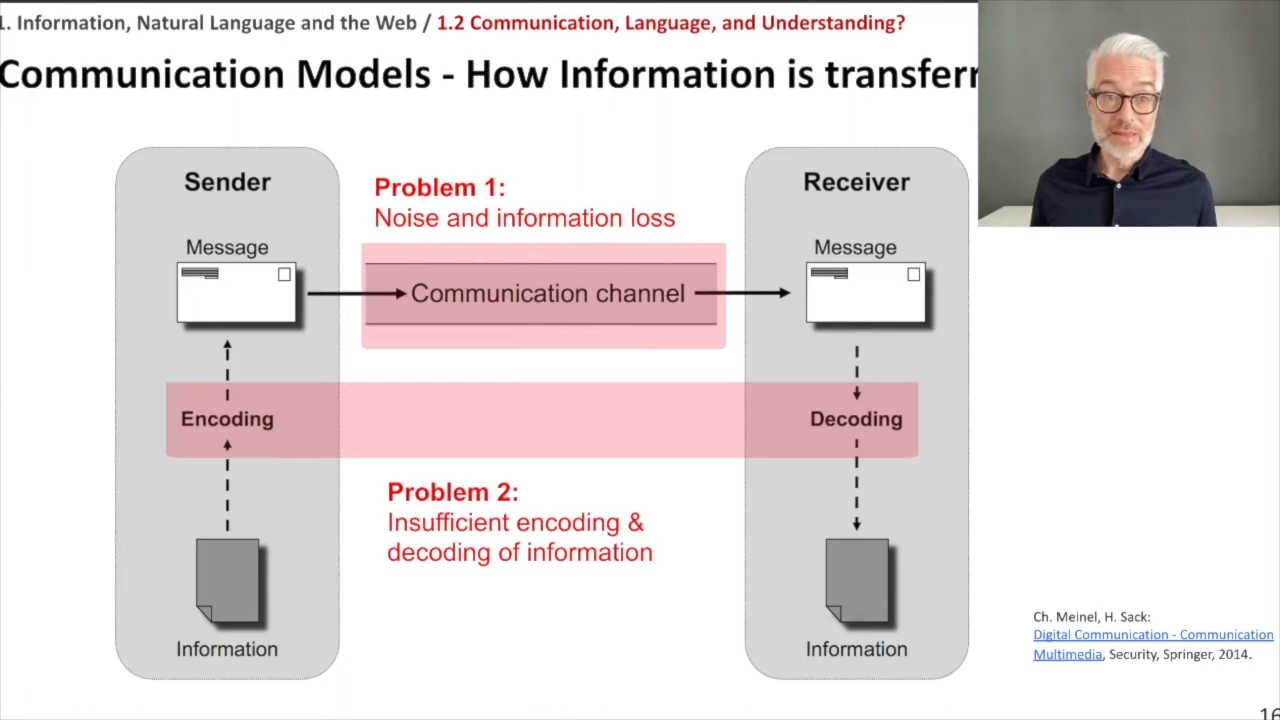 1. Information, Natural Language and the Web / 1.2 Communication, Language, and Understanding?
Communication Models - How Information is transferr
Sender
Message
Problem 1:
Noise and information loss
Communication channel
Receiver
Message
Encoding
Decoding
Problem 2:
Insufficient encoding &
decoding of information
Information
Information
Ch. Meinel, H. Sack:
Digital Communication - Communication
Multimedia, Security, Springer, 2014.
16